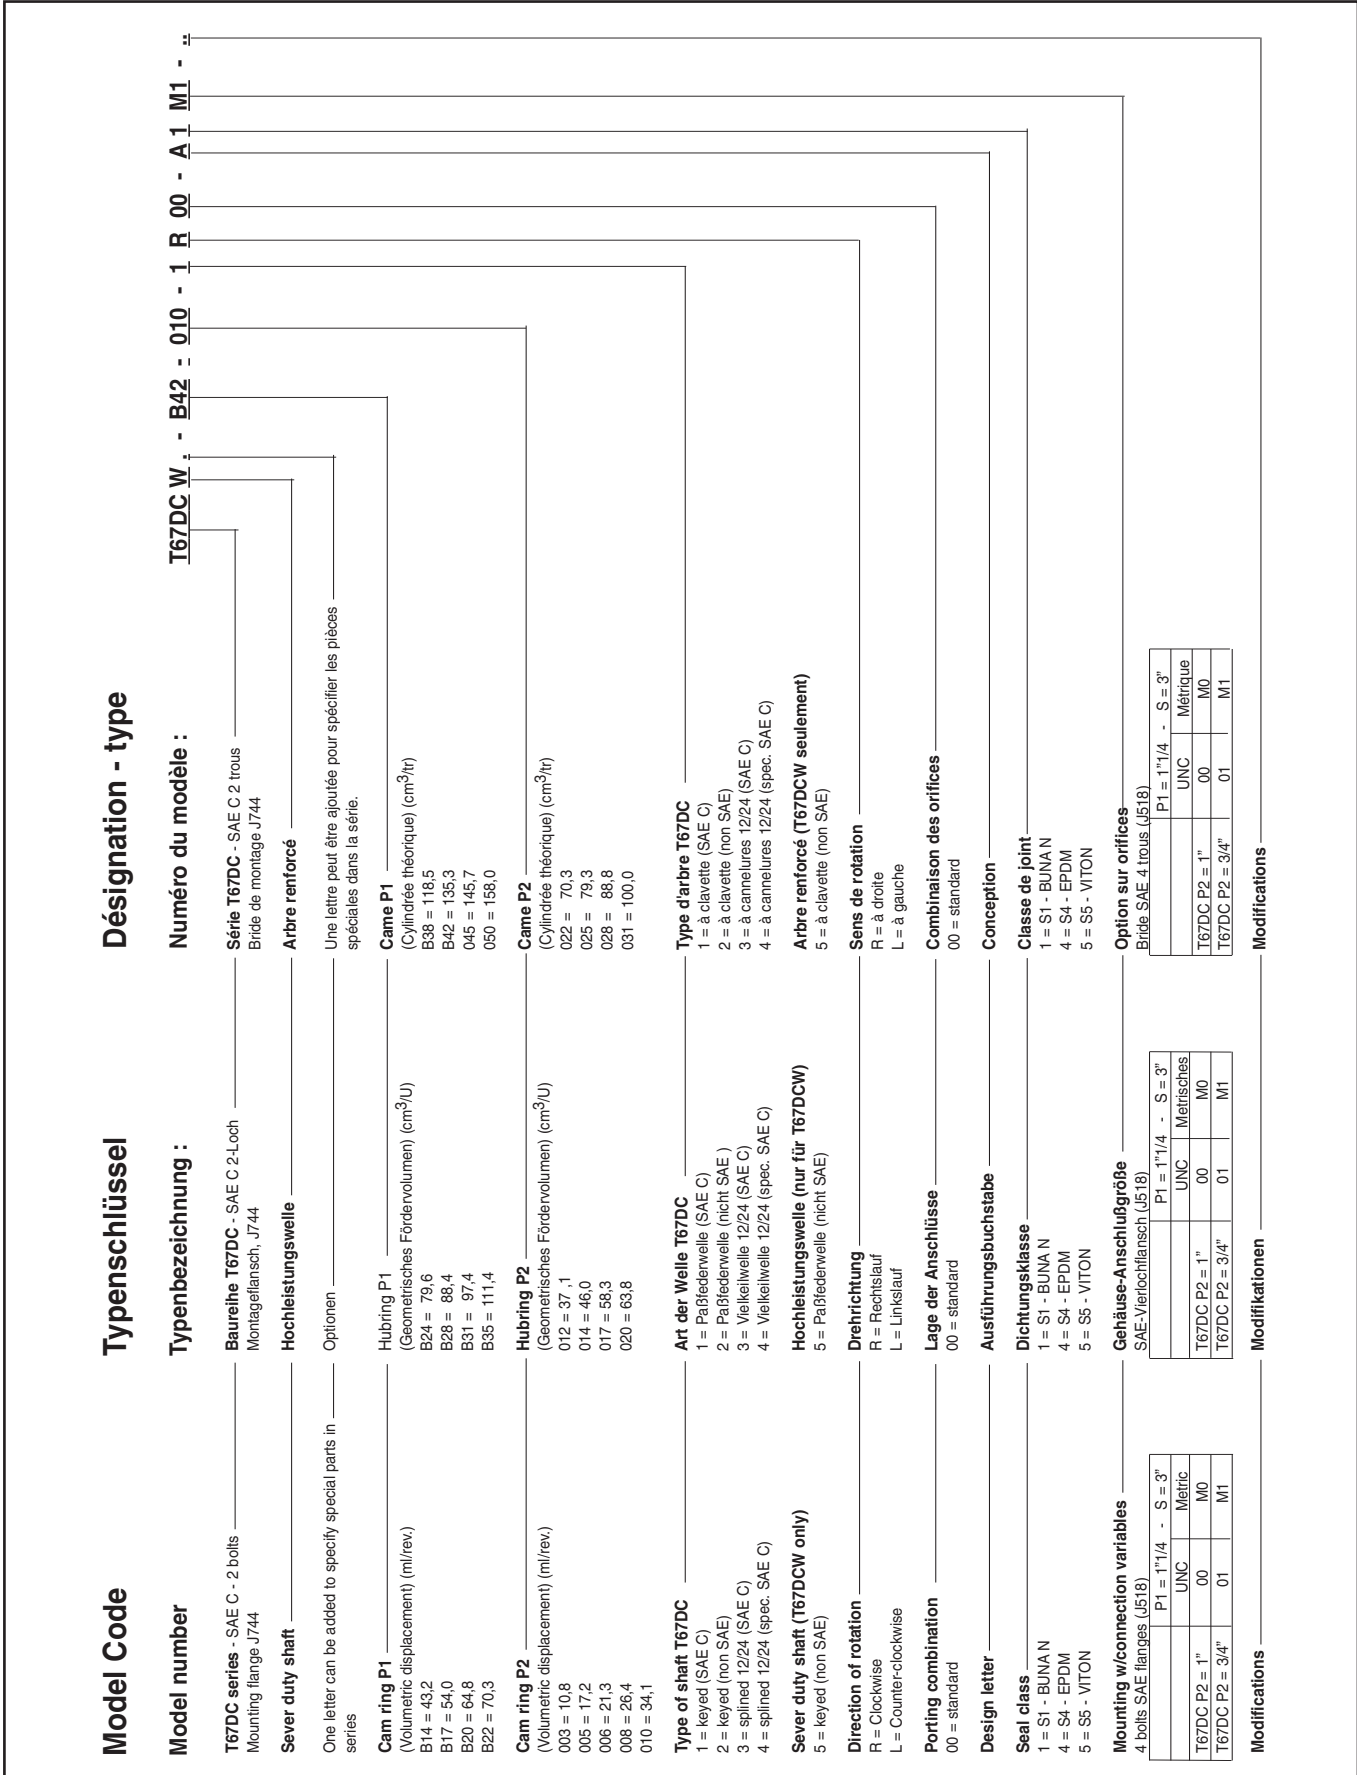 Model Code
Typenschlüssel
Désignation - type
Model number
Typenbezeichnung :
Numéro du modèle :
T67DC W . - B42 - 010 - 1 R 00 - A 1 M1 - ..
T67DC series - SAE C - 2 bolts
Mounting flange J744
Baureihe T67DC - SAE C 2-Loch
Montageflansch, J744
Série T67DC - SAE C 2 trous
Bride de montage J744
Sever duty shaft
Hochleistungswelle
Arbre renforcé
One letter can be added to specify special parts in
series
Optionen
Une lettre peut être ajoutée pour spécifier les pièces
spéciales dans la série.
Cam ring P1
(Volumetric displacement) (ml/rev.)
B14 = 43,2
B17 = 54,0
B20 = 64,8
B22 = 70,3
Hubring P1
(Geometrisches Fördervolumen) (cm³/U)
B24 = 79,6
B28 = 88,4
B31 = 97,4
B35 = 111,4
Came P1
(Cylindrée théorique) (cm³/tr)
B38 = 118,5
B42 = 135,3
045 = 145,7
050 = 158,0
Cam ring P2
(Volumetric displacement) (ml/rev.)
003 = 10,8
005 = 17,2
006 = 21,3
008 = 26,4
010 = 34,1
Hubring P2
(Geometrisches Fördervolumen) (cm³/U)
012 = 37 ,1
014 = 46,0
017 = 58,3
020 = 63,8
Came P2
(Cylindrée théorique) (cm³/tr)
022 = 70,3
025 = 79,3
028 = 88,8
031 = 100,0
Type of shaft T67DC
1 = keyed (SAE C)
2 = keyed (non SAE)
3 = splined 12/24 (SAE C)
4 = splined 12/24 (spec. SAE C)
Art der Welle T67DC
1 = Paßfederwelle (SAE C)
2 = Paßfederwelle (nicht SAE )
3 = Vielkeilwelle 12/24 (SAE C)
4 = Vielkeilwelle 12/24 (spec. SAE C)
Type d'arbre T67DC
1 = à clavette (SAE C)
2 = à clavette (non SAE)
3 = à cannelures 12/24 (SAE C)
4 = à cannelures 12/24 (spec. SAE C)
Sever duty shaft (T67DCW only)
5 = keyed (non SAE)
Hochleistungswelle (nur für T67DCW)
5 = Paßfederwelle (nicht SAE)
Arbre renforcé (T67DCW seulement)
5 = à clavette (non SAE)
Direction of rotation
R = Clockwise
L = Counter-clockwise
Drehrichtung
R = Rechtslauf
L = Linkslauf
Sens de rotation
R = à droite
L = à gauche
Porting combination
00 = standard
Lage der Anschlüsse
00 = standard
Combinaison des orifices
00 = standard
Design letter
Ausführungsbuchstabe
Conception
Seal class
1 = S1 - BUNA N
4 = S4 - EPDM
5 = S5 - VITON
Dichtungsklasse
1 = S1 - BUNA N
4 = S4 - EPDM
5 = S5 - VITON
Classe de joint
1 = S1 - BUNA N
4 = S4 - EPDM
5 = S5 - VITON
Mounting w/connection variables
4 bolts SAE flanges (J518)
P1 = 1"1/4 - S = 3"
UNC Metric
T67DC P2 = 1" 00 M0
T67DC P2 = 3/4" 01 M1
Gehäuse-Anschlußgröße
SAE-Vierlochflansch (J518)
P1 = 1"1/4 - S = 3"
UNC Metrisches
T67DC P2 = 1" 00 M0
T67DC P2 = 3/4" 01 M1
Option sur orifices
Bride SAE 4 trous (J518)
P1 = 1"1/4 - S = 3"
UNC Métrique
T67DC P2 = 1" 00 M0
T67DC P2 = 3/4" 01 M1
Modifications
Modifikationen
Modifications